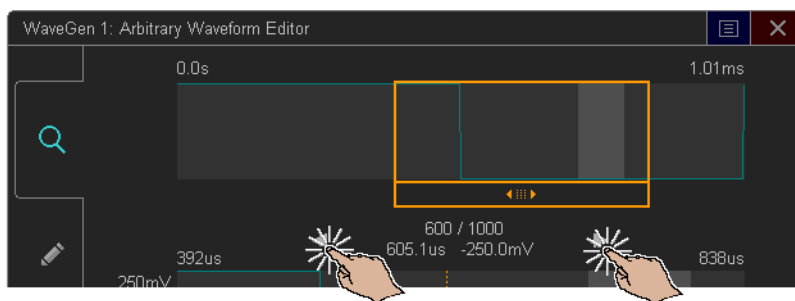 WaveGen 1: Arbitrary Waveform Editor
0.0s 1.01ms
600 / 1000
392us 605.1us -250.0mV 838us
250mV